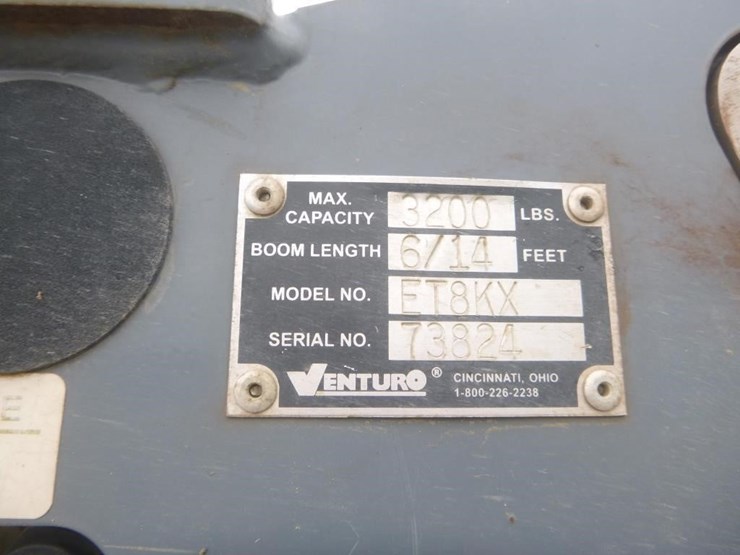 MAX. CAPACITY 3200 LBS.
BOOM LENGTH 6/14 FEET
MODEL NO. ET8KX
SERIAL NO. 73824
VENTURO® CINCINNATI, OHIO
1-800-226-2238
E